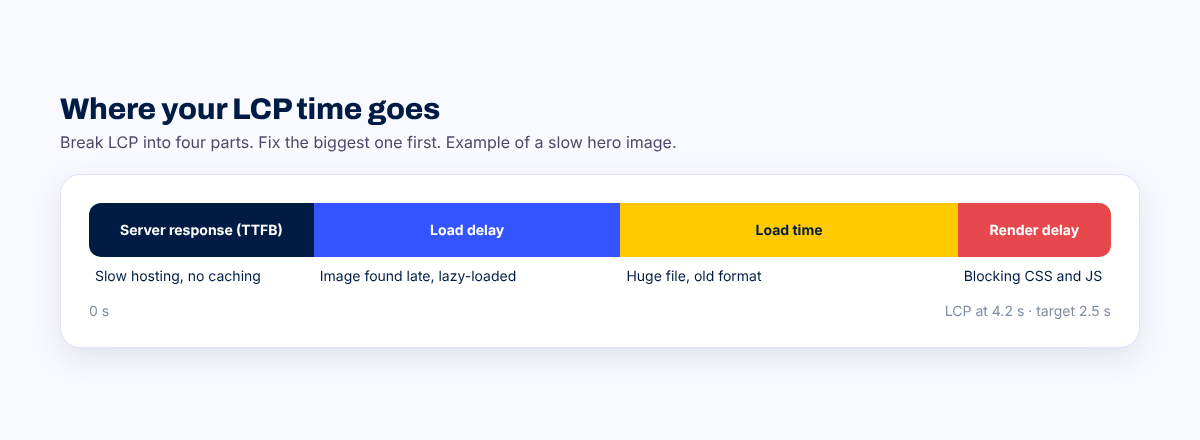 Where your LCP time goes
Break LCP into four parts. Fix the biggest one first. Example of a slow hero image.
Server response (TTFB) Load delay Load time Render delay
Slow hosting, no caching Image found late, lazy-loaded Huge file, old format Blocking CSS and JS
0 s LCP at 4.2 s · target 2.5 s